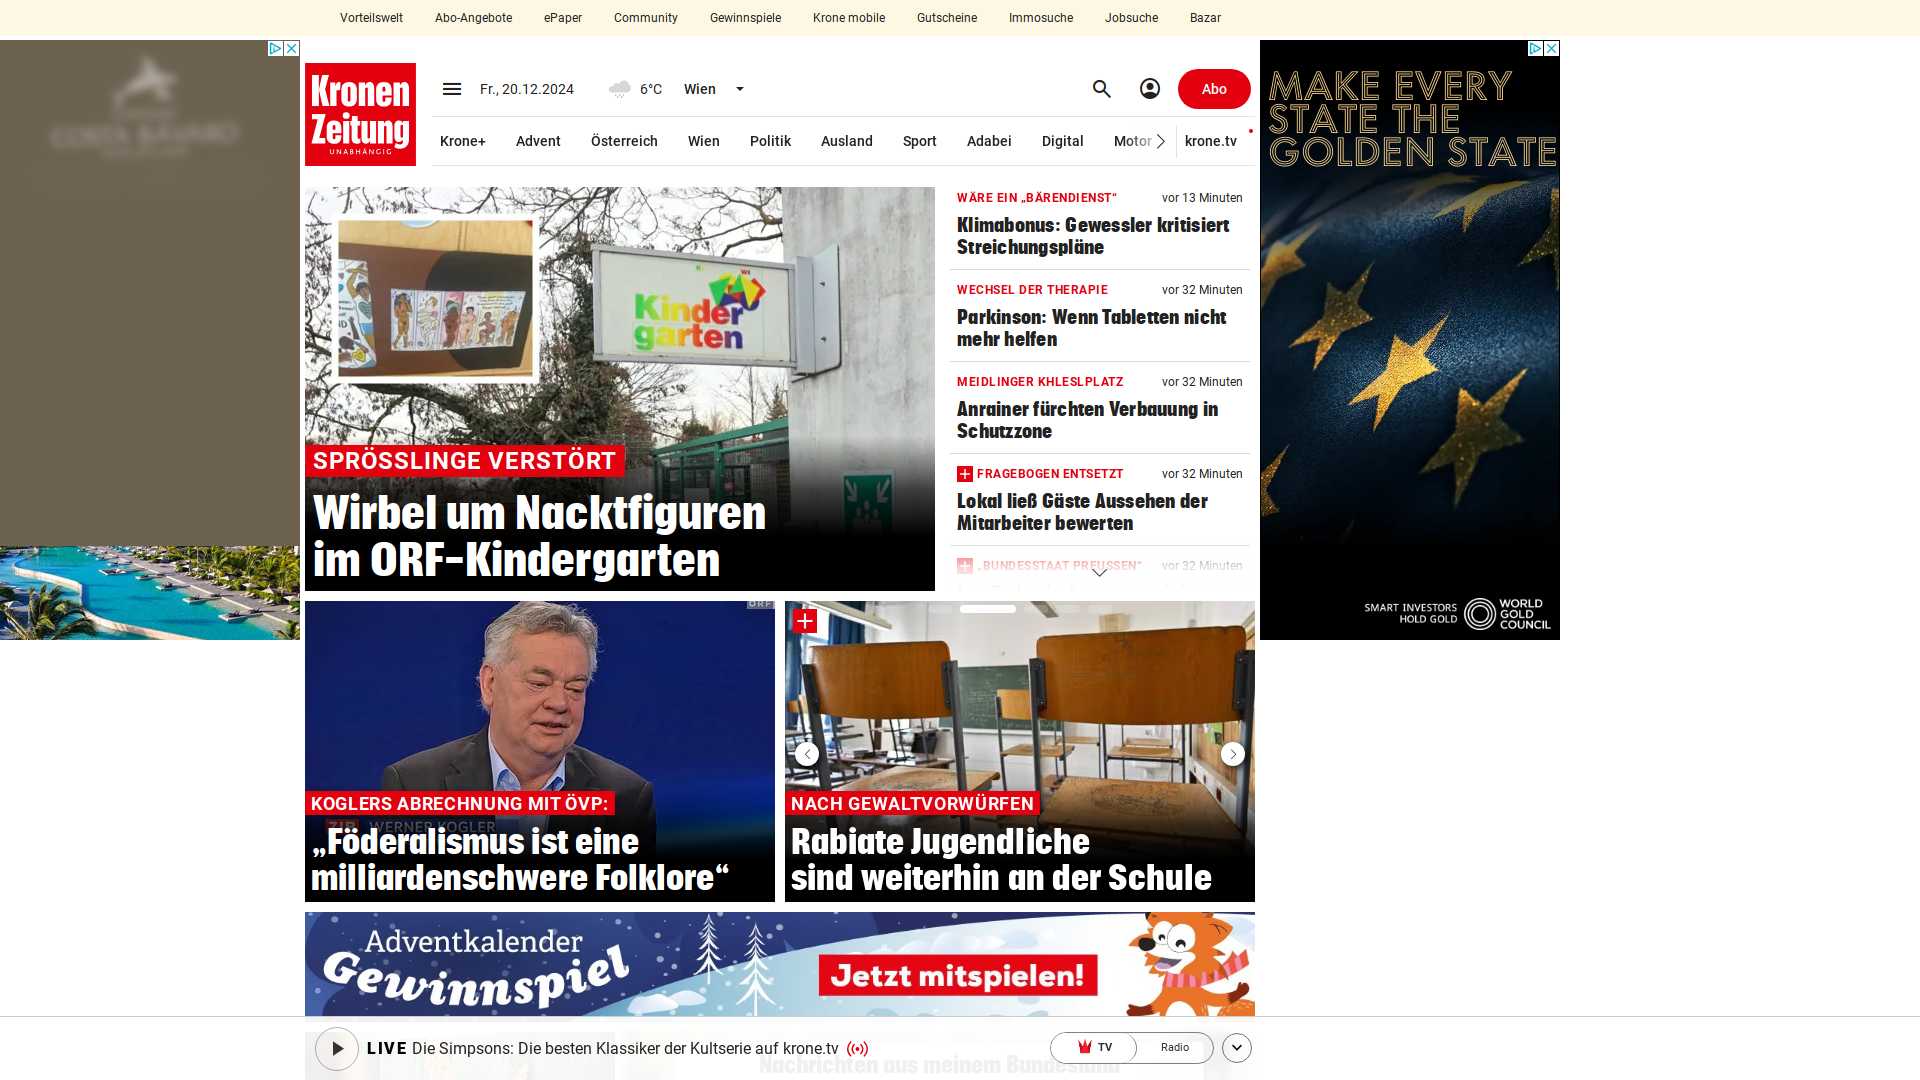 Vorteilswelt Abo-Angebote ePaper Community Gewinnspiele Krone mobile Gutscheine Immosuche Jobsuche Bazar
Kronen
Zeitung
UNABHÄNGIG
Fr., 20.12.2024 6°C Wien
Abo
Krone+ Advent Österreich Wien Politik Ausland Sport Adabei Digital Motor krone.tv
Kinder
garten
SPRÖSSLINGE VERSTÖRT
Wirbel um Nacktfiguren
im ORF-Kindergarten
WÄRE EIN „BÄRENDIENST“ vor 13 Minuten
Klimabonus: Gewessler kritisiert
Streichungspläne
WECHSEL DER THERAPIE vor 32 Minuten
Parkinson: Wenn Tabletten nicht
mehr helfen
MEIDLINGER KHLESLPLATZ vor 32 Minuten
Anrainer fürchten Verbauung in
Schutzzone
FRAGEBOGEN ENTSETZT vor 32 Minuten
Lokal ließ Gäste Aussehen der
Mitarbeiter bewerten
„BUNDESSTAAT PREUSSEN“ vor 32 Minuten
MAKE EVERY
STATE THE
GOLDEN STATE
SMART INVESTORS
HOLD GOLD
WORLD
GOLD
COUNCIL
ORF
WERNER KOGLER
KOGLERS ABRECHNUNG MIT ÖVP:
„Föderalismus ist eine
milliardenschwere Folklore“
NACH GEWALTVORWÜRFEN
Rabiate Jugendliche
sind weiterhin an der Schule
Adventkalender
Gewinnspiel
Jetzt mitspielen!
LIVE Die Simpsons: Die besten Klassiker der Kultserie auf krone.tv
TV Radio
Nachrichten aus meinem Bundesland